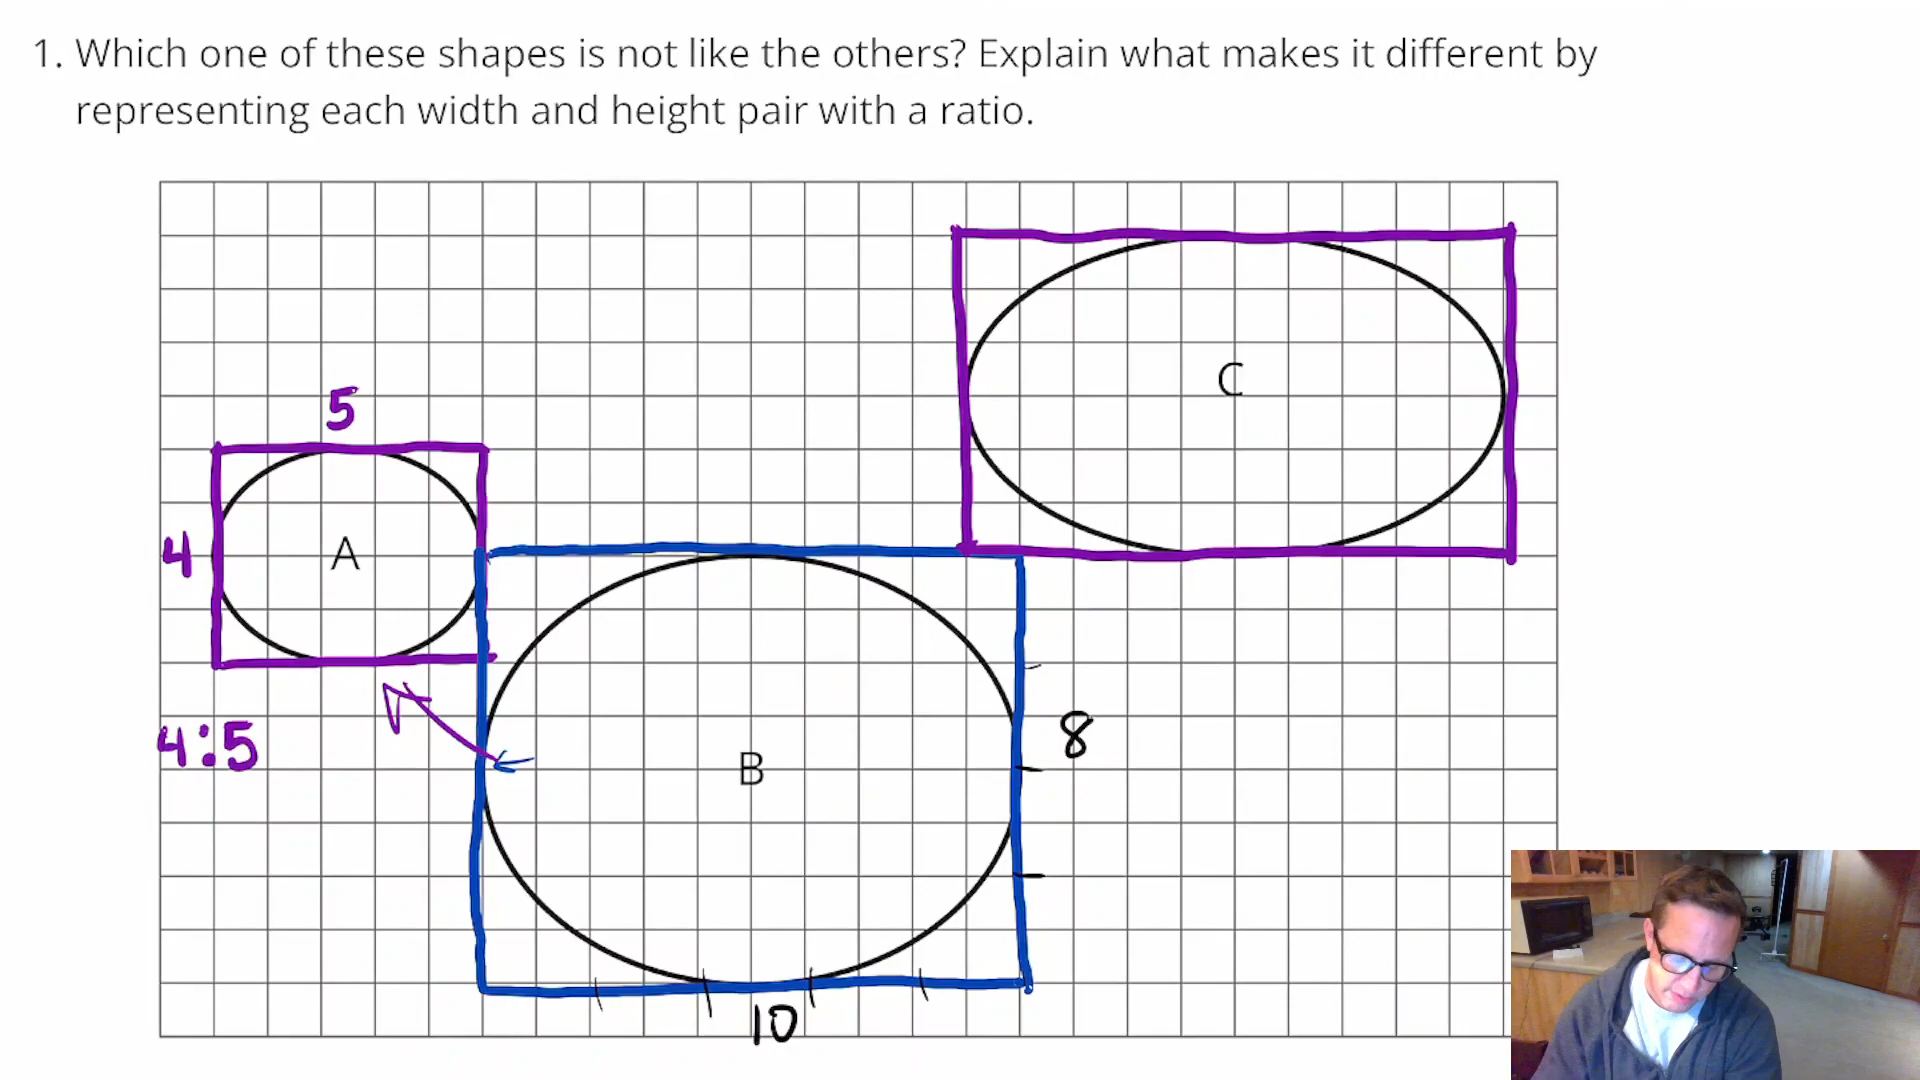 1. Which one of these shapes is not like the others? Explain what makes it different by
representing each width and height pair with a ratio.
C
5
4
A
4:5
B
8
10